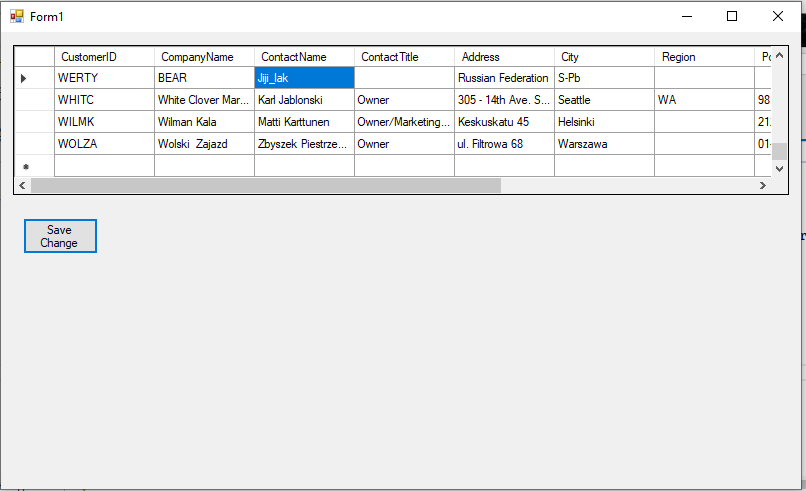 Form1
CustomerID CompanyName ContactName ContactTitle Address City Region Po
WERTY BEAR Jiji_lak Russian Federation S-Pb
WHITC White Clover Mar... Karl Jablonski Owner 305 - 14th Ave. S... Seattle WA 98
WILMK Wilman Kala Matti Karttunen Owner/Marketing... Keskuskatu 45 Helsinki 21
WOLZA Wolski Zajazd Zbyszek Piestrze... Owner ul. Filtrowa 68 Warszawa 01-
Save
Change